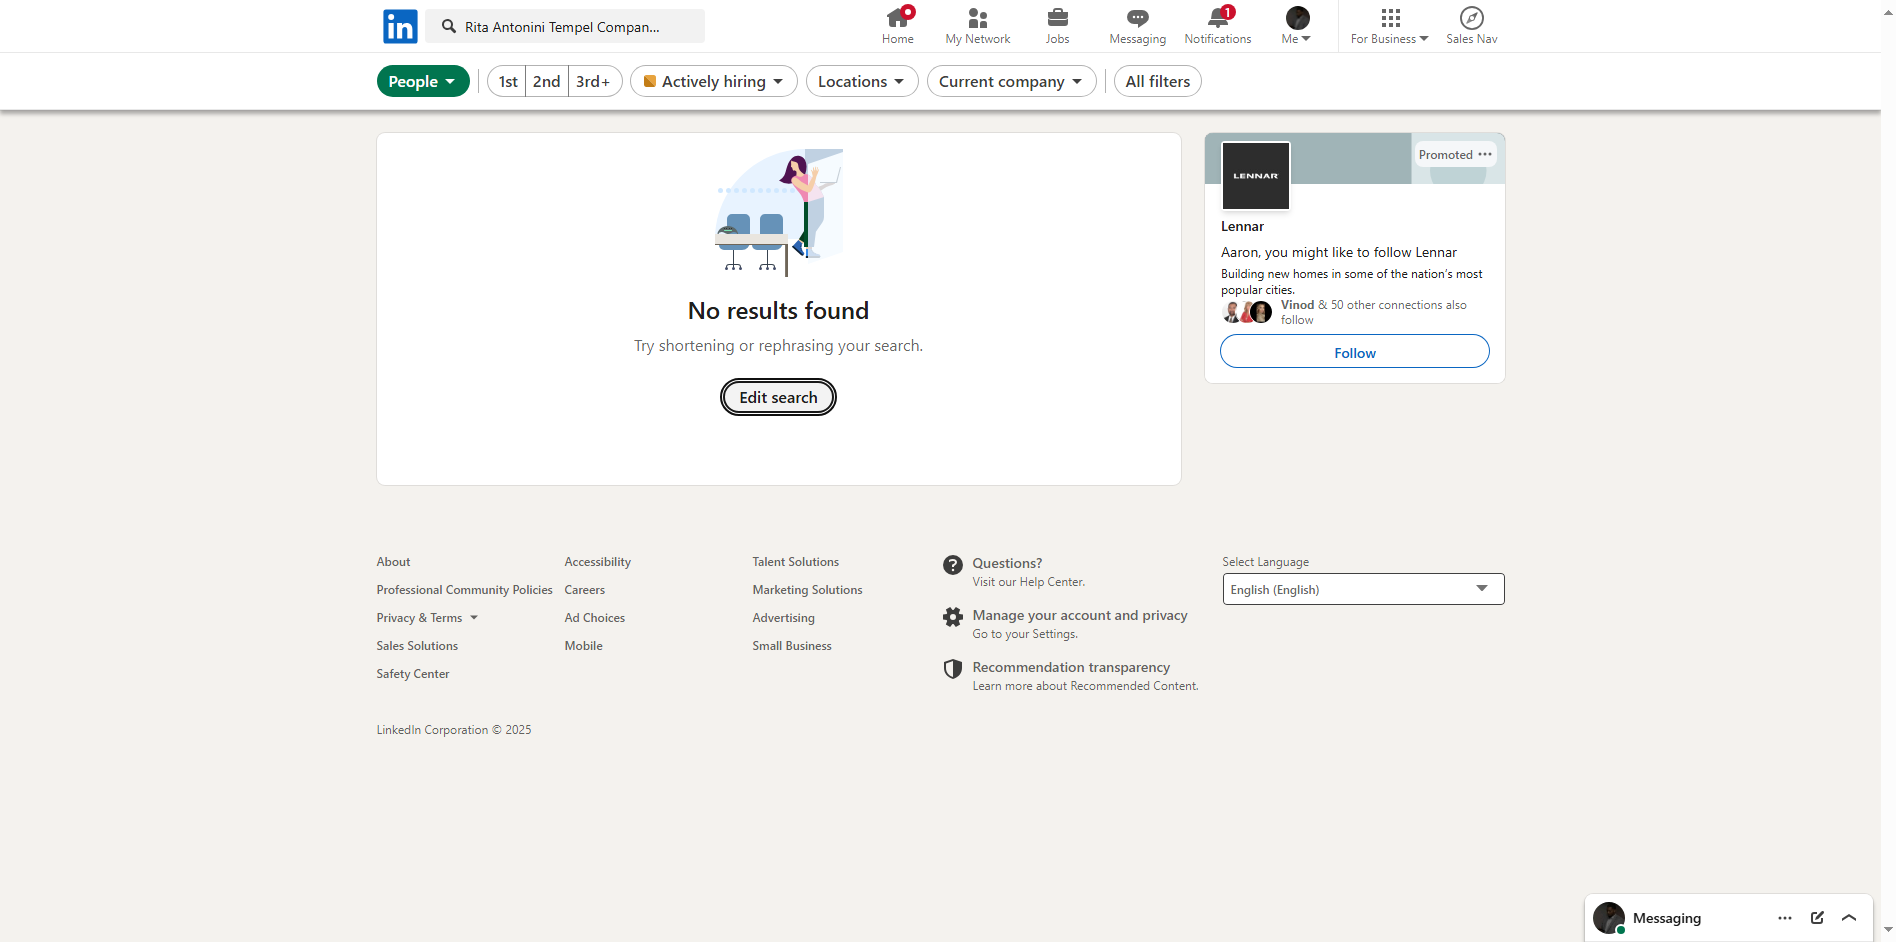 in
Rita Antonini Tempel Compan...
Home
My Network
Jobs
Messaging
1
Notifications
Me
For Business
Sales Nav
People
1st
2nd
3rd+
Actively hiring
Locations
Current company
All filters
No results found
Try shortening or rephrasing your search.
Edit search
Promoted
LENNAR
Lennar
Aaron, you might like to follow Lennar
Building new homes in some of the nation's most
popular cities.
Vinod & 50 other connections also
follow
Follow
About
Accessibility
Talent Solutions
Professional Community Policies
Careers
Marketing Solutions
Privacy & Terms
Ad Choices
Advertising
Sales Solutions
Mobile
Small Business
Safety Center
Questions?
Visit our Help Center.
Manage your account and privacy
Go to your Settings.
Recommendation transparency
Learn more about Recommended Content.
Select Language
English (English)
LinkedIn Corporation © 2025
Messaging